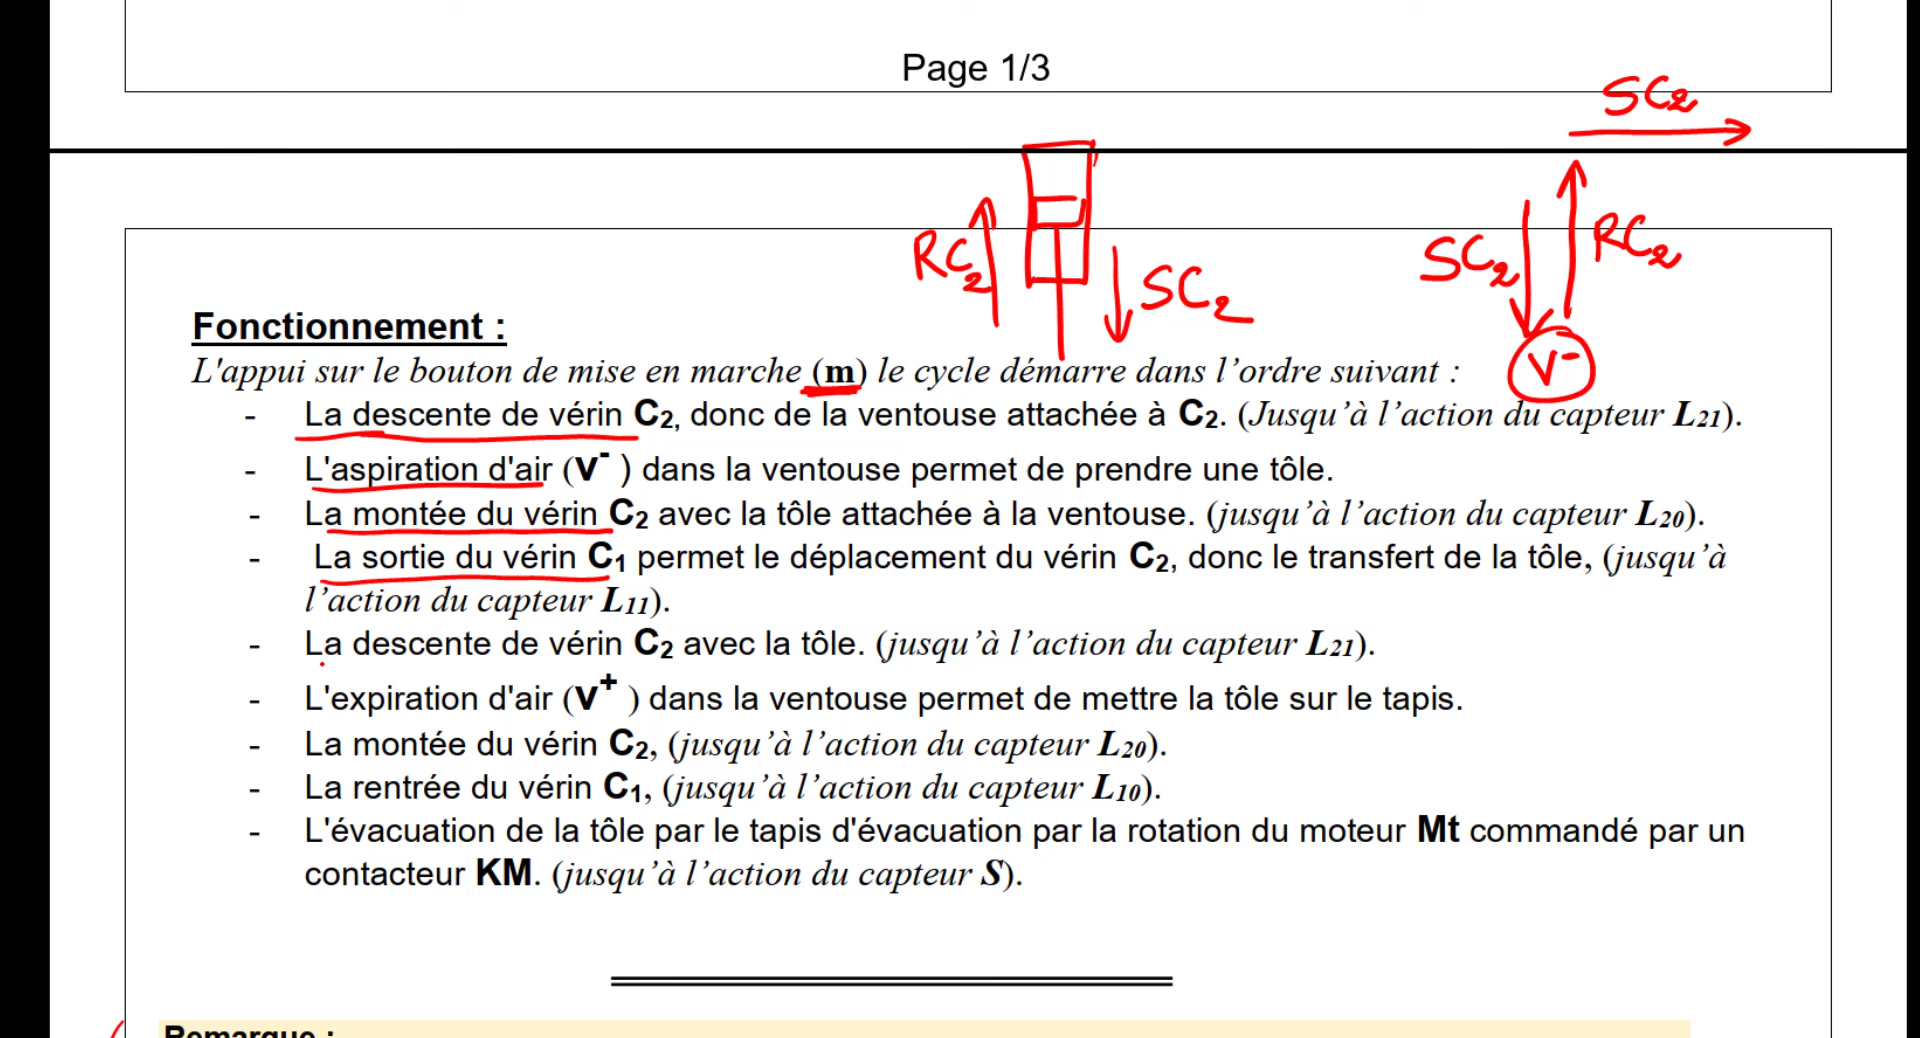 Page 1/3
SC2
RC2
SC2
SC2
RC2
V-
Fonctionnement :
L'appui sur le bouton de mise en marche (m) le cycle démarre dans l’ordre suivant :
- La descente de vérin C2, donc de la ventouse attachée à C2. (Jusqu’à l’action du capteur L21).
- L'aspiration d'air (V- ) dans la ventouse permet de prendre une tôle.
- La montée du vérin C2 avec la tôle attachée à la ventouse. (jusqu’à l’action du capteur L20).
- La sortie du vérin C1 permet le déplacement du vérin C2, donc le transfert de la tôle, (jusqu’à
l’action du capteur L11).
- La descente de vérin C2 avec la tôle. (jusqu’à l’action du capteur L21).
- L'expiration d'air (V+ ) dans la ventouse permet de mettre la tôle sur le tapis.
- La montée du vérin C2, (jusqu’à l’action du capteur L20).
- La rentrée du vérin C1, (jusqu’à l’action du capteur L10).
- L'évacuation de la tôle par le tapis d'évacuation par la rotation du moteur Mt commandé par un
contacteur KM. (jusqu’à l’action du capteur S).
Remarque :